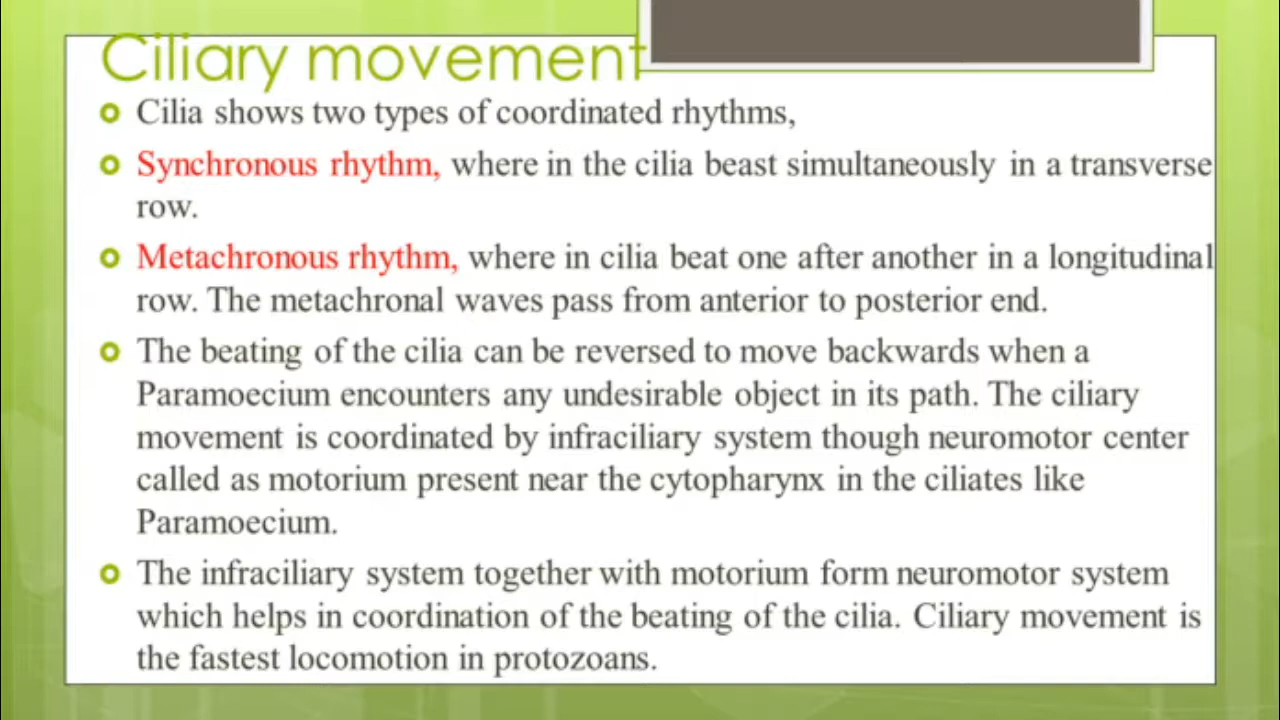 Ciliary movement
Cilia shows two types of coordinated rhythms,
Synchronous rhythm, where in the cilia beast simultaneously in a transverse
row.
Metachronous rhythm, where in cilia beat one after another in a longitudinal
row. The metachronal waves pass from anterior to posterior end.
The beating of the cilia can be reversed to move backwards when a
Paramoecium encounters any undesirable object in its path. The ciliary
movement is coordinated by infraciliary system though neuromotor center
called as motorium present near the cytopharynx in the ciliates like
Paramoecium.
The infraciliary system together with motorium form neuromotor system
which helps in coordination of the beating of the cilia. Ciliary movement is
the fastest locomotion in protozoans.